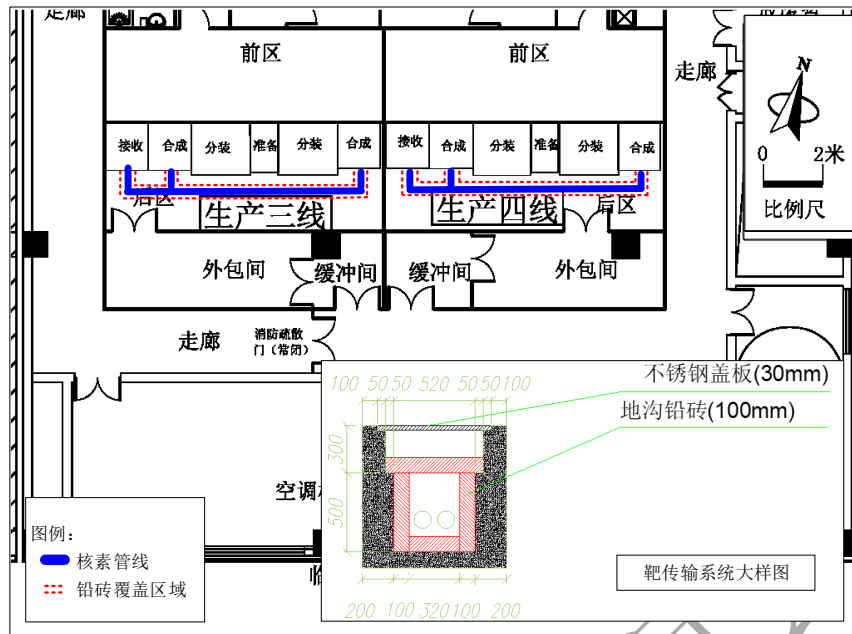 走廊
前区
前区
走廊
N
0 2米
比例尺
接收 合成 分装 准备 分装 合成
接收 合成 分装 准备 分装 合成
后区
生产三线
生产四线
后区
外包间
缓冲间
缓冲间
外包间
走廊
消防疏散
门（常闭）
空调
临
100 50 50 520 50 50 100
300
500
200 100 320 100 200
不锈钢盖板(30mm)
地沟铅砖(100mm)
靶传输系统大样图
图例：
核素管线
铅砖覆盖区域